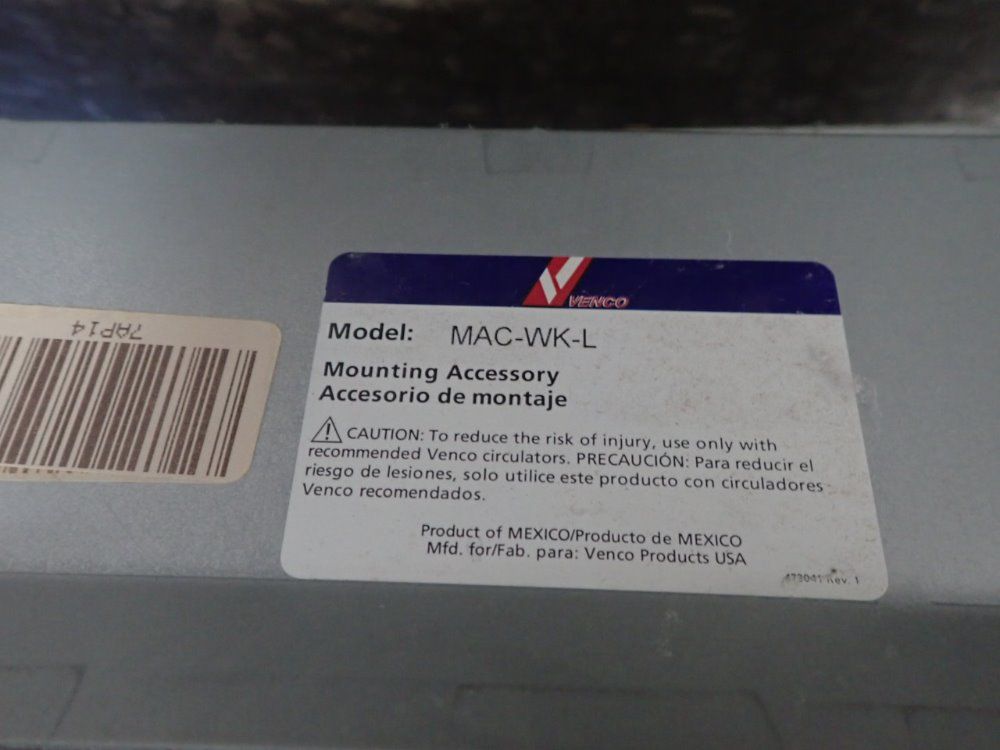 VENCO
Model: MAC-WK-L
Mounting Accessory
Accesorio de montaje
CAUTION: To reduce the risk of injury, use only with
recommended Venco circulators. PRECAUCIÓN: Para reducir el
riesgo de lesiones, solo utilice este producto con circuladores
Venco recomendados.
Product of MEXICO/Producto de MEXICO
Mfd. for/Fab. para: Venco Products USA
473041 Rev. 1
7AP14